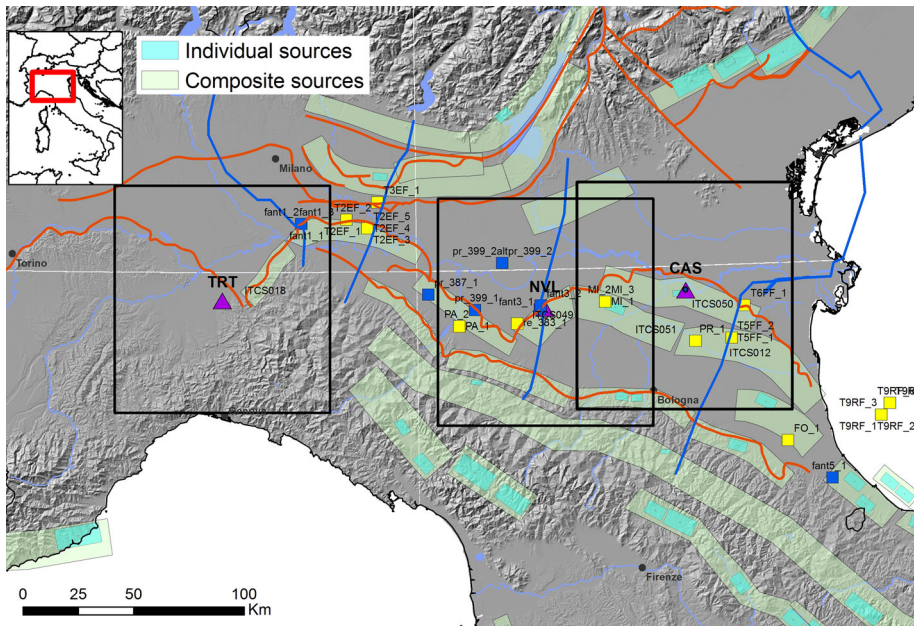 Individual sources
Composite sources
Milano
Torino
T3EF_1
T2EF_2
T2EF_5
T2EF_1
T2EF_4
T2EF_3
fant1_2fant1_3
fant1_1
TRT
ITCS018
pr_399_2altpr_399_2
pr_387_1
pr_399_1
fant3_1
fant3_2
NVL
ITCS049
PA_2
PA_1
re_383_1
MI_2MI_3
MI_1
CAS
ITCS050
T6FF_1
ITCS051
PR_1
T5FF_2
T5FF_1
ITCS012
Bologna
T9RF_3
T9RF_1T9RF_2
FO_1
fant5_1
Firenze
0 25 50 100
Km